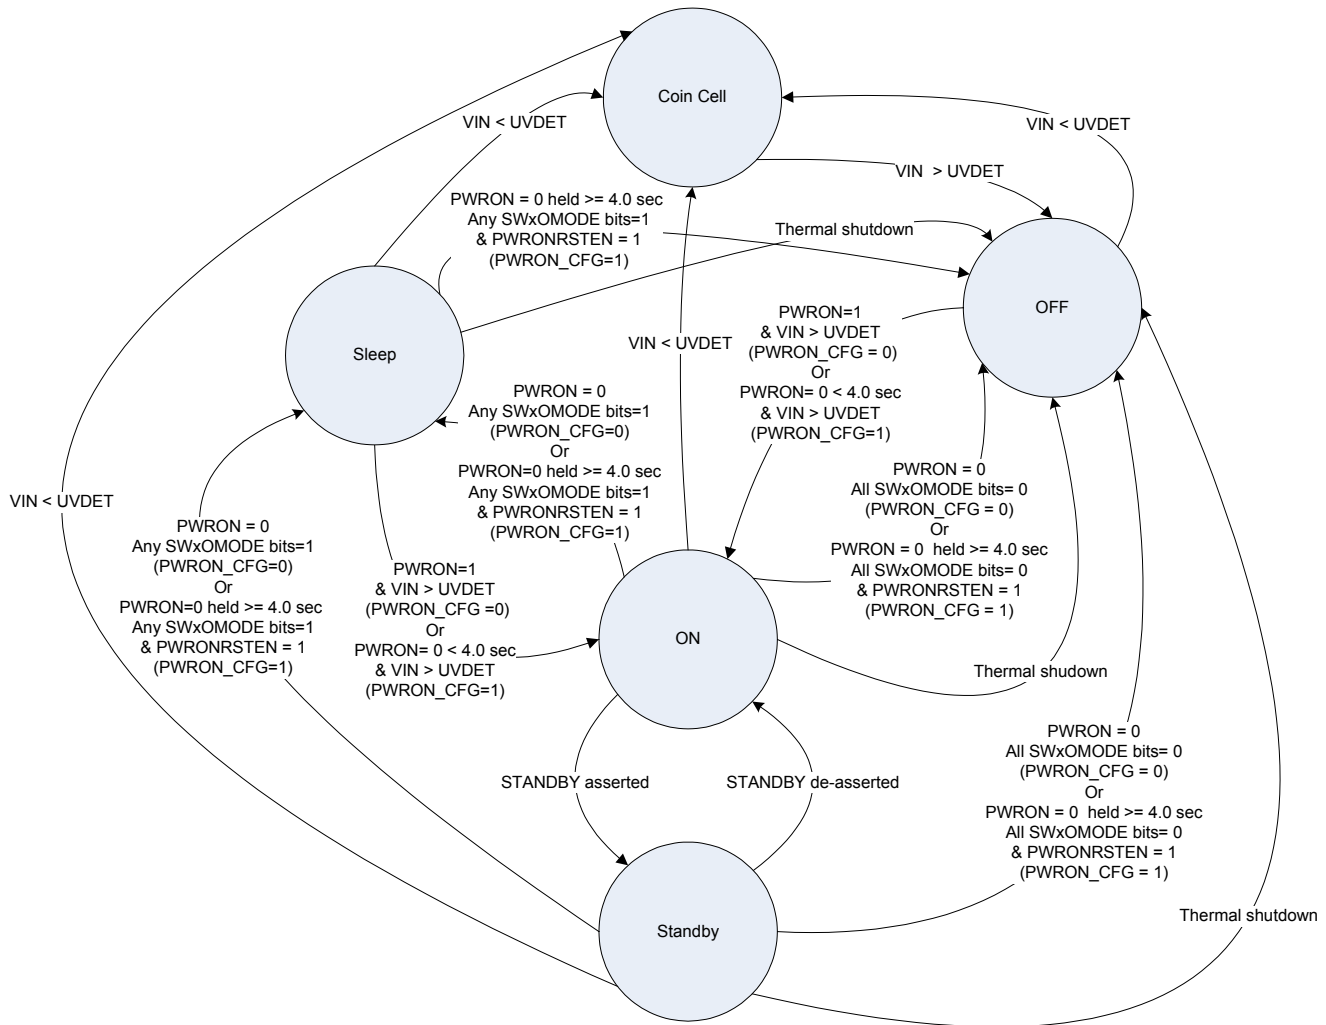 Coin Cell
VIN < UVDET
VIN < UVDET
VIN > UVDET
PWRON = 0 held >= 4.0 sec
Any SWxOMODE bits=1
& PWRONRSTEN = 1
(PWRON_CFG=1)
Thermal shutdown
OFF
Sleep
VIN < UVDET
PWRON=1
& VIN > UVDET
(PWRON_CFG = 0)
Or
PWRON= 0 < 4.0 sec
& VIN > UVDET
(PWRON_CFG=1)
PWRON = 0
Any SWxOMODE bits=1
(PWRON_CFG=0)
Or
PWRON=0 held >= 4.0 sec
Any SWxOMODE bits=1
& PWRONRSTEN = 1
(PWRON_CFG=1)
PWRON = 0
All SWxOMODE bits= 0
(PWRON_CFG = 0)
Or
PWRON = 0 held >= 4.0 sec
All SWxOMODE bits= 0
& PWRONRSTEN = 1
(PWRON_CFG = 1)
VIN < UVDET
PWRON = 0
Any SWxOMODE bits=1
(PWRON_CFG=0)
Or
PWRON=0 held >= 4.0 sec
Any SWxOMODE bits=1
& PWRONRSTEN = 1
(PWRON_CFG=1)
PWRON=1
& VIN > UVDET
(PWRON_CFG =0)
Or
PWRON= 0 < 4.0 sec
& VIN > UVDET
(PWRON_CFG=1)
ON
Thermal shudown
STANDBY asserted
STANDBY de-asserted
PWRON = 0
All SWxOMODE bits= 0
(PWRON_CFG = 0)
Or
PWRON = 0 held >= 4.0 sec
All SWxOMODE bits= 0
& PWRONRSTEN = 1
(PWRON_CFG = 1)
Standby
Thermal shutdown